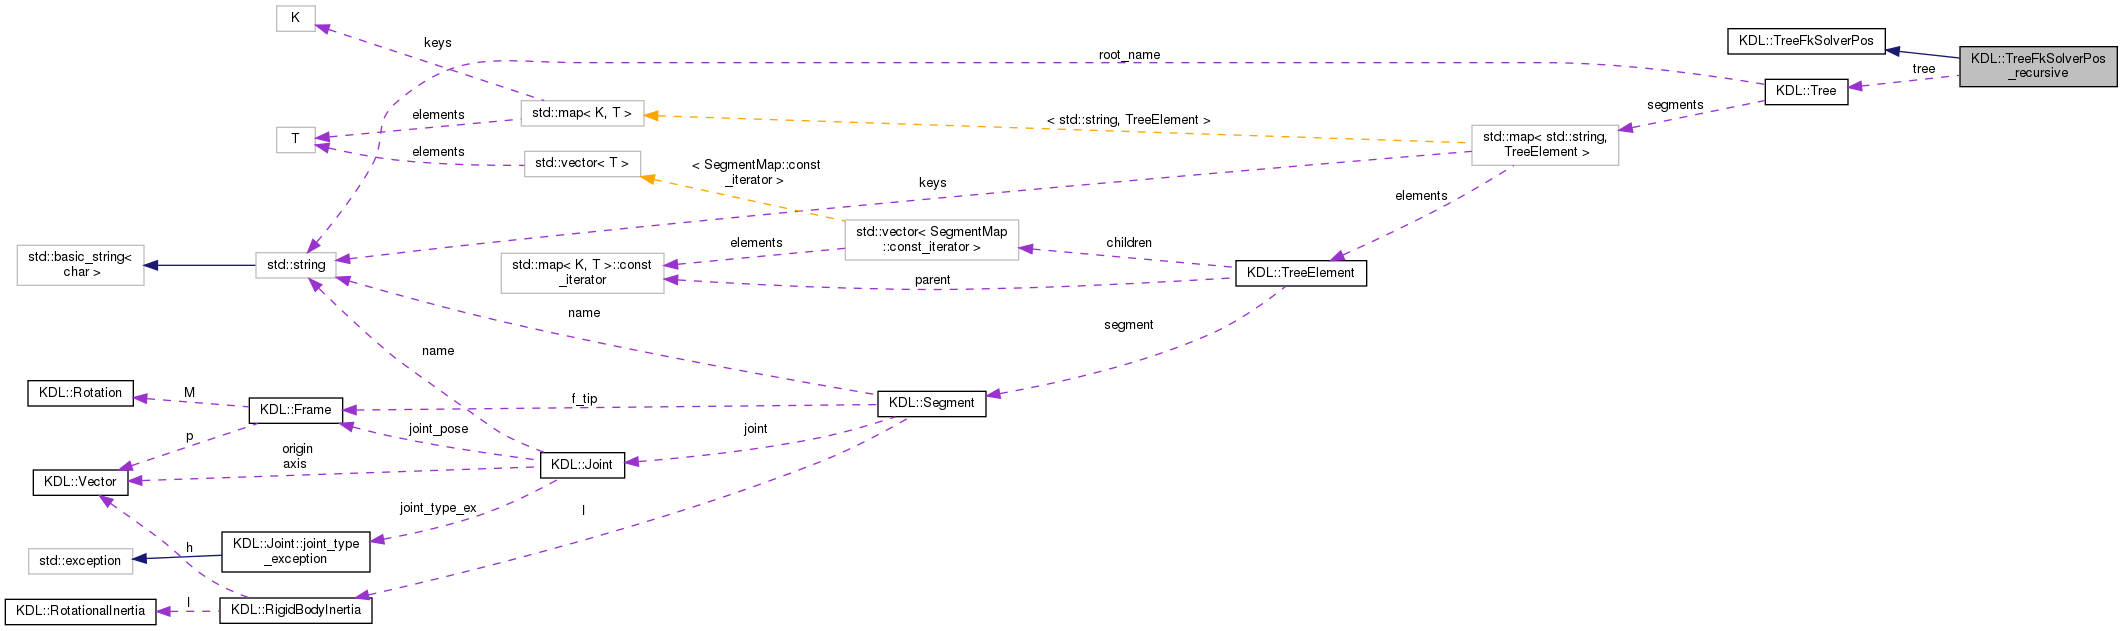 K
keys
root_name
KDL::TreeFkSolverPos
KDL::TreeFkSolverPos
_recursive
tree
KDL::Tree
elements
std::map< K, T >
segments
< std::string, TreeElement >
T
std::map< std::string,
TreeElement >
elements
std::vector< T >
< SegmentMap::const
_iterator >
keys
elements
std::vector< SegmentMap
::const_iterator >
children
elements
std::basic_string<
char >
std::string
std::map< K, T >::const
_iterator
parent
KDL::TreeElement
name
segment
name
KDL::Rotation
M
KDL::Frame
f_tip
KDL::Segment
p
joint_pose
joint
origin
axis
KDL::Joint
KDL::Vector
joint_type_ex
I
h
KDL::Joint::joint_type
_exception
std::exception
I
KDL::RotationalInertia
KDL::RigidBodyInertia